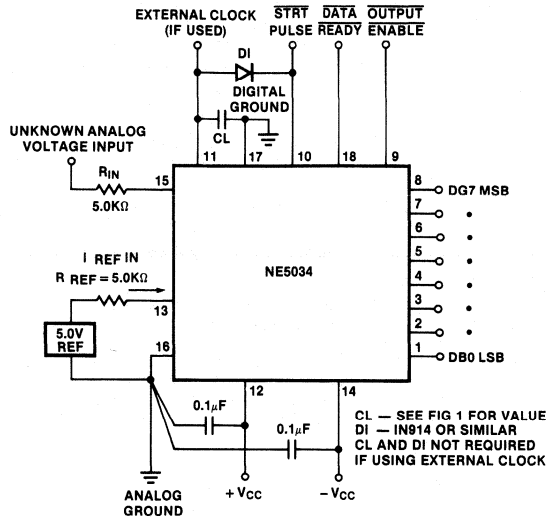 EXTERNAL CLOCK
(IF USED)
STRT
PULSE
DATA
READY
OUTPUT
ENABLE
DI
DIGITAL
GROUND
CL
11
17
10
18
9
UNKNOWN ANALOG
VOLTAGE INPUT
RIN
5.0KΩ
15
8
DG7 MSB
7
6
5
4
3
2
1
DB0 LSB
NE5034
I REF IN
R REF = 5.0KΩ
13
5.0V
REF
16
12
14
0.1μF
0.1μF
ANALOG
GROUND
+VCC
-VCC
CL — SEE FIG 1 FOR VALUE
DI — IN914 OR SIMILAR
CL AND DI NOT REQUIRED
IF USING EXTERNAL CLOCK